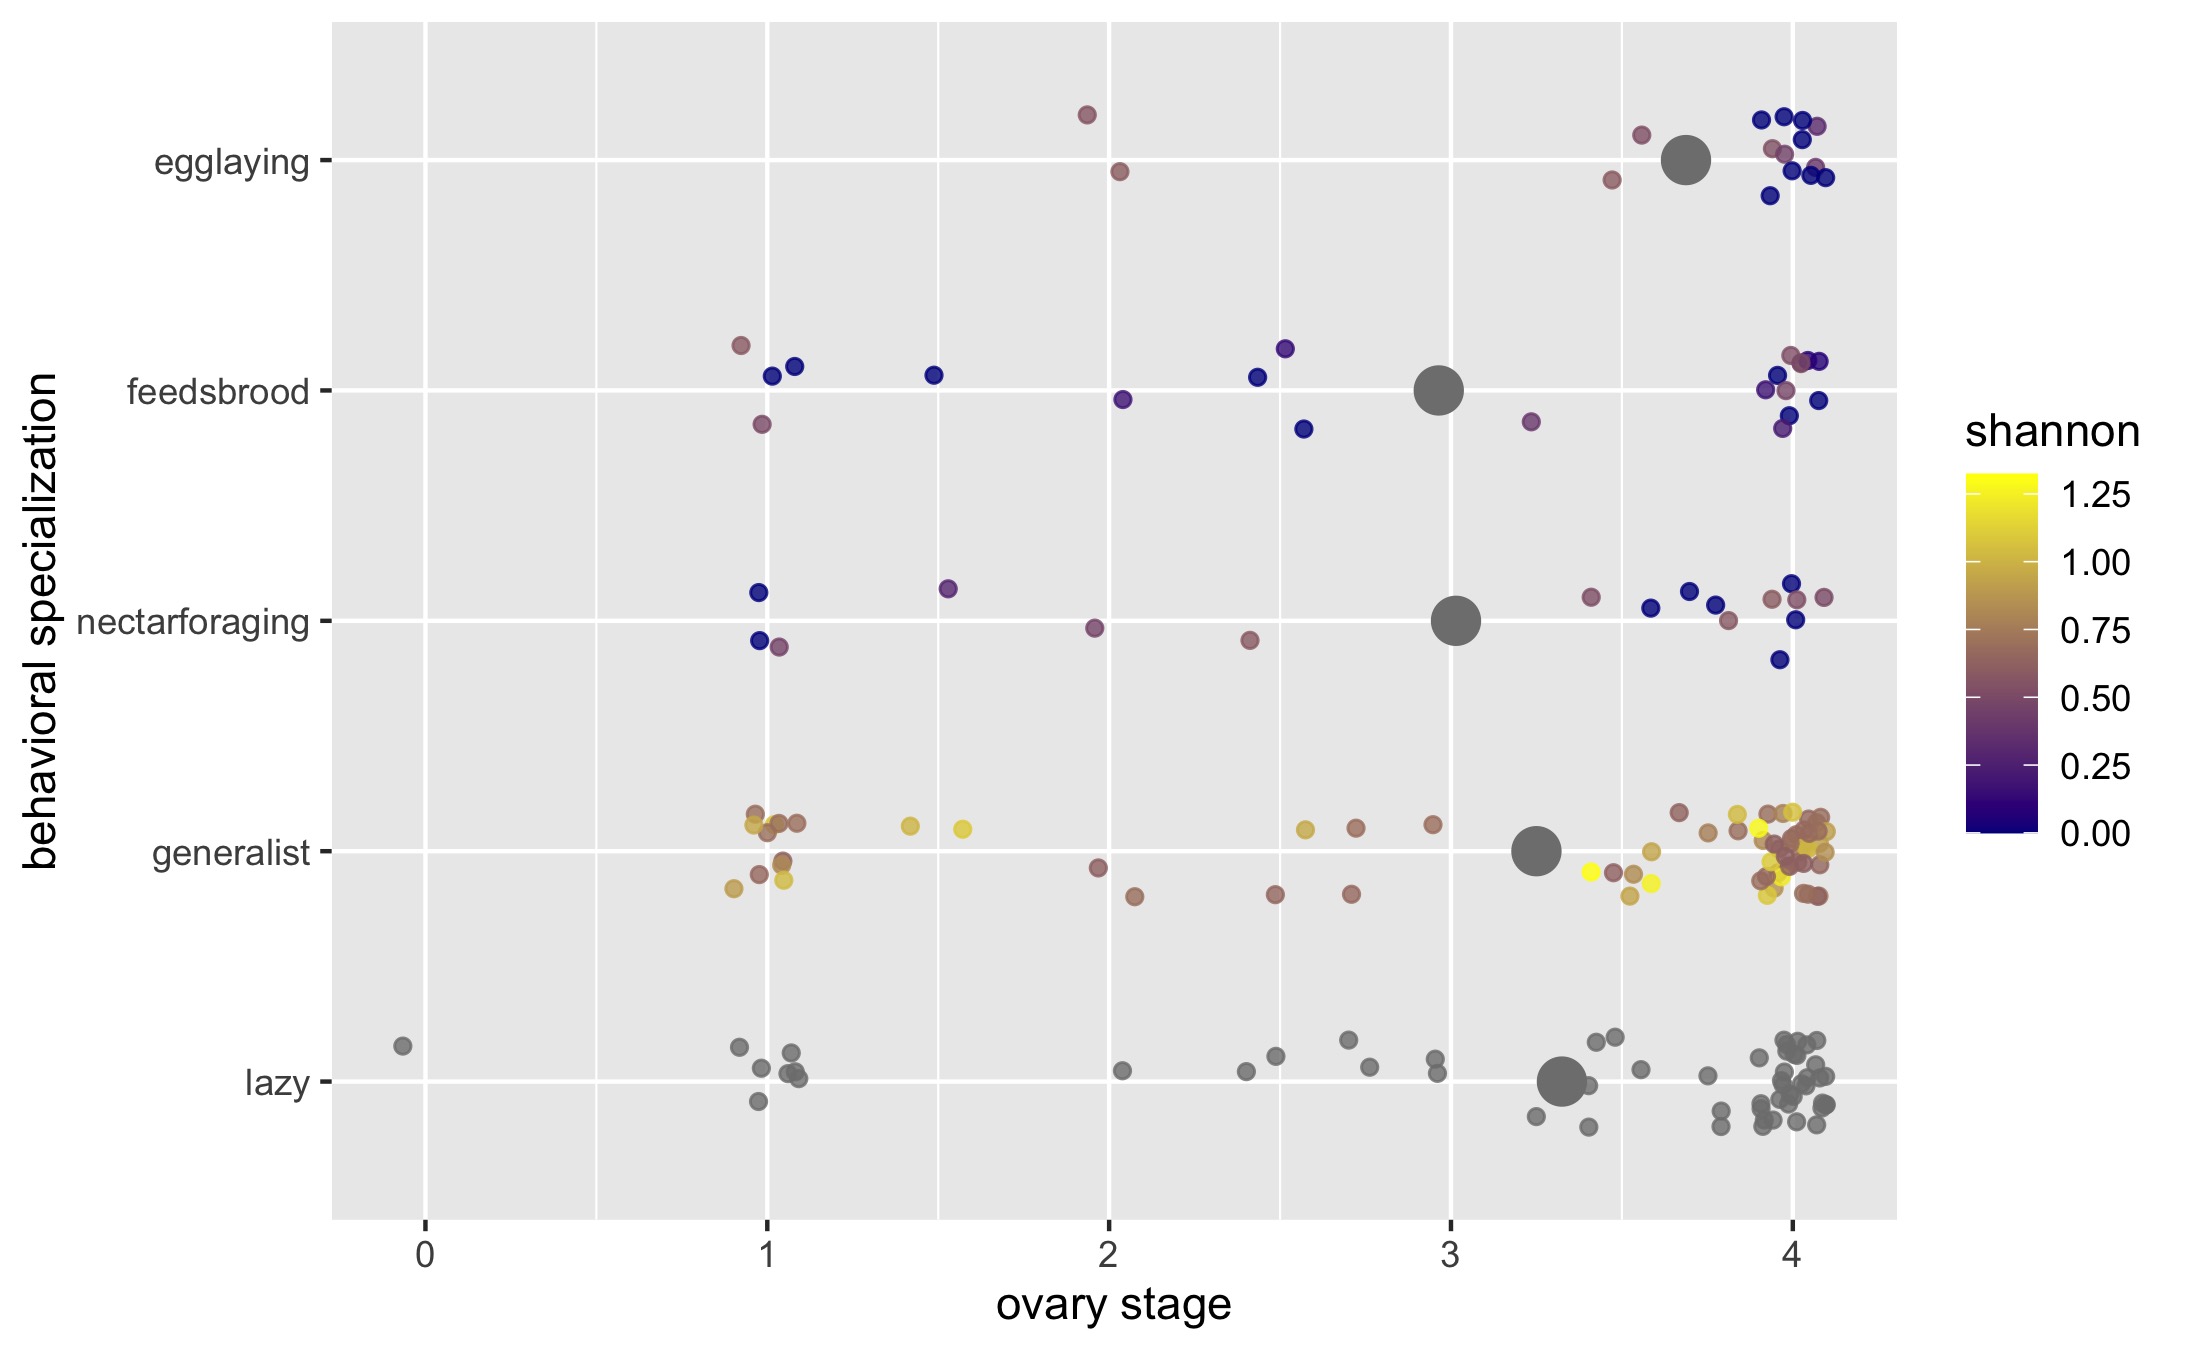 behavioral specialization
egglaying
feedsbrood
nectarforaging
generalist
lazy
0 1 2 3 4
ovary stage
shannon
1.25
1.00
0.75
0.50
0.25
0.00